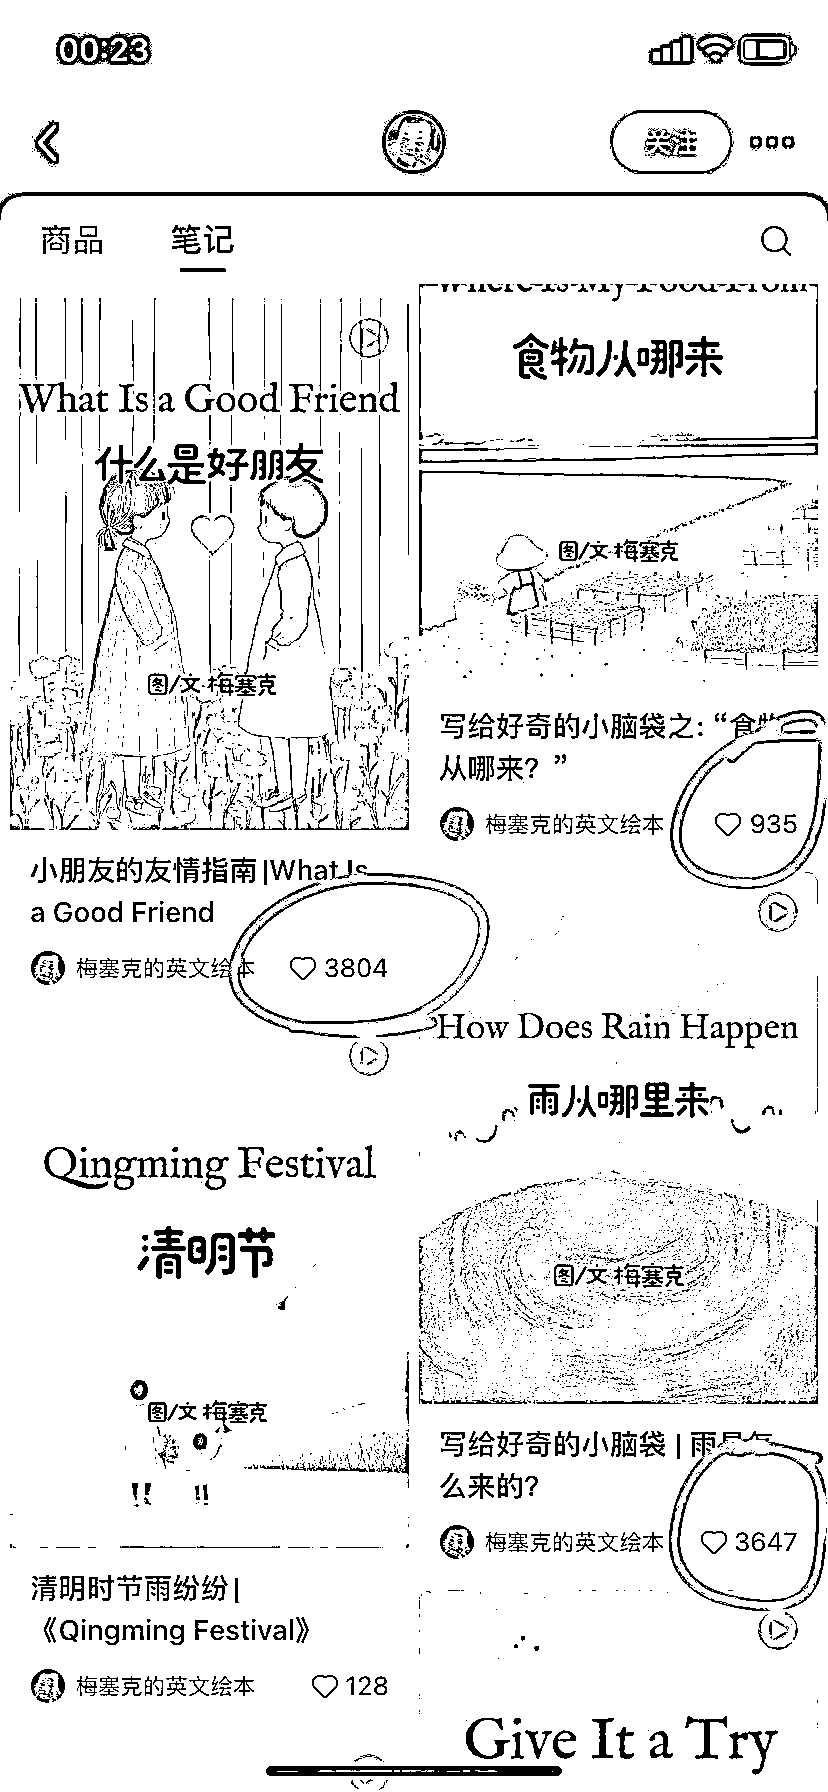 00:23
关注
商品
笔记
What Is a Good Friend
什么是好朋友
图/文 梅塞克
小朋友的友情指南|What Is
a Good Friend
梅塞克的英文绘本
3804
Qingming Festival
清明节
图/文 梅塞克
清明时节雨纷纷|
《Qingming Festival》
梅塞克的英文绘本
128
Where Is My Food From
食物从哪来
图/文 梅塞克
写给好奇的小脑袋之：“食物
从哪来？”
梅塞克的英文绘本
935
How Does Rain Happen
雨从哪里来
图/文 梅塞克
写给好奇的小脑袋 | 雨是怎
么来的？
梅塞克的英文绘本
3647
Give It a Try